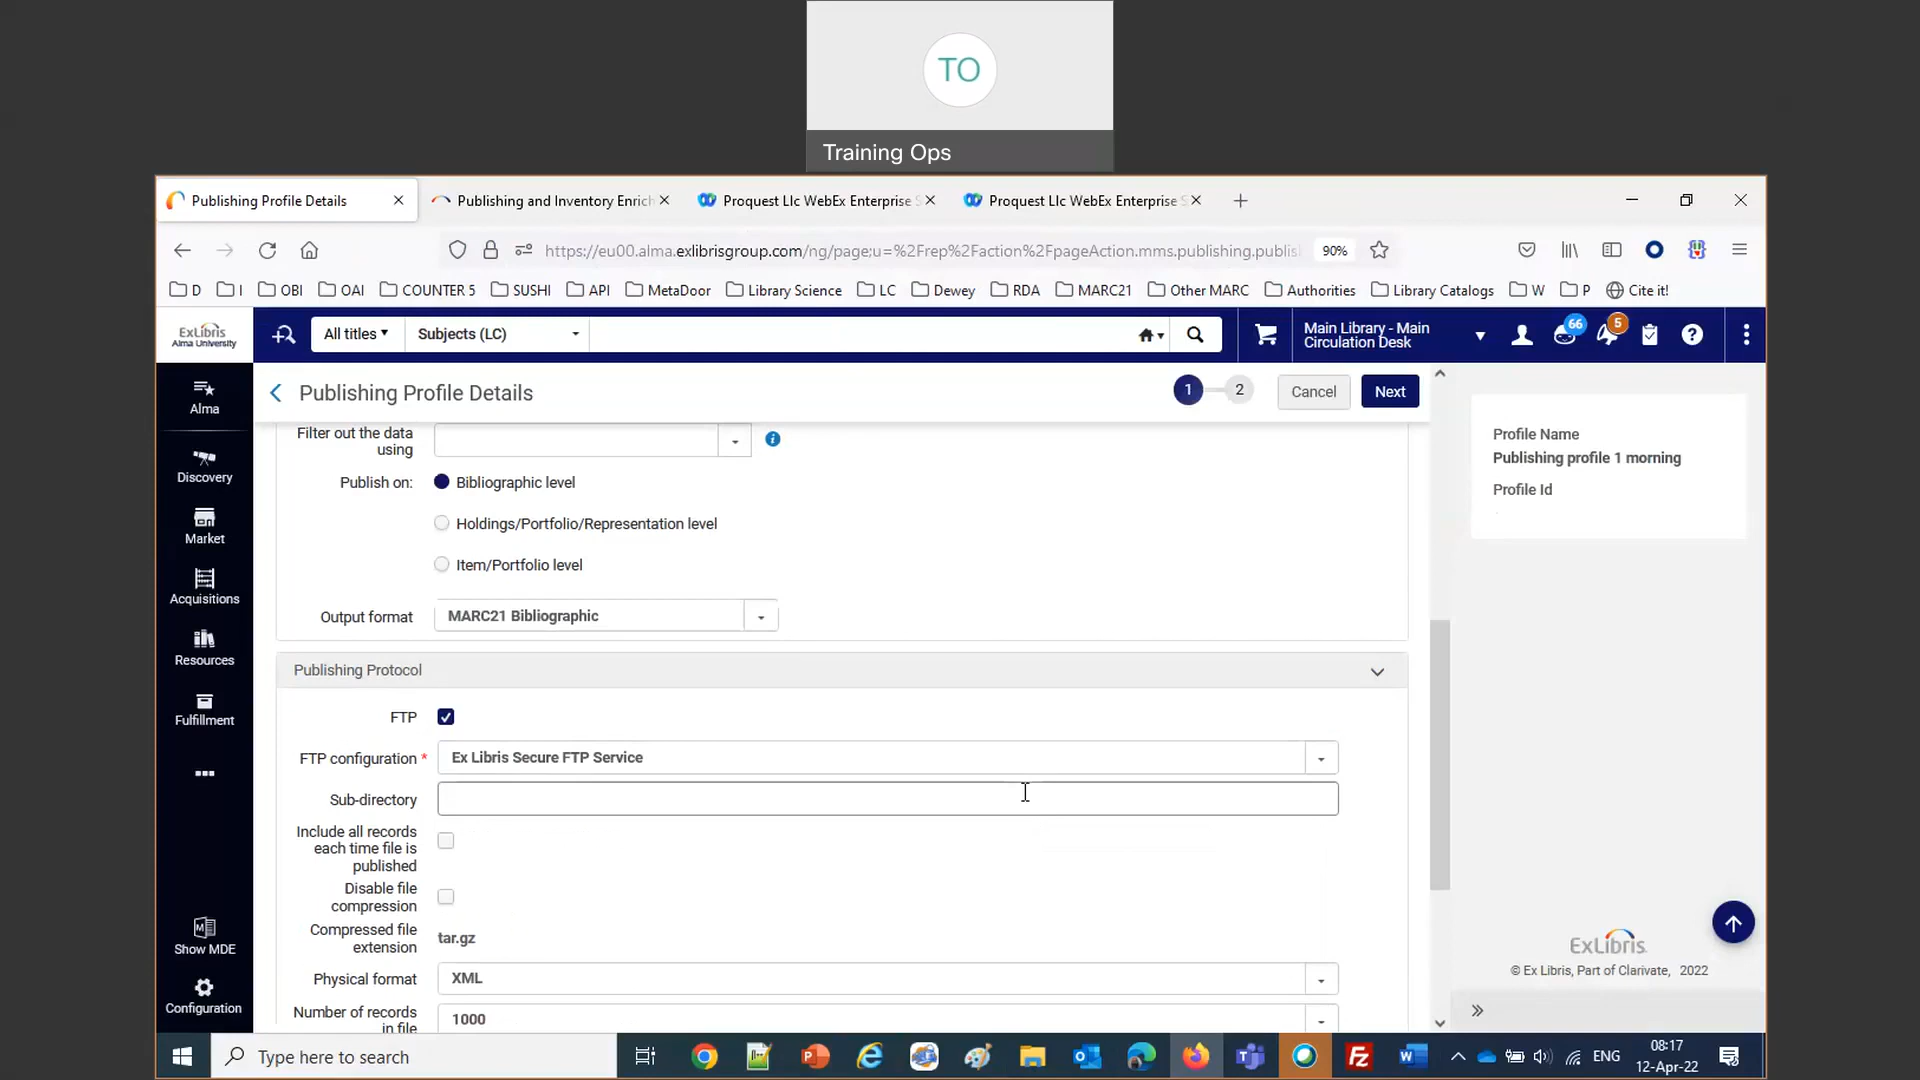 TO
Training Ops
Publishing Profile Details
Publishing and Inventory Enrich
Proquest Llc WebEx Enterprise S
Proquest Llc WebEx Enterprise S
https://eu00.alma.exlibrisgroup.com/ng/page;u=%2Frep%2Faction%2FpageAction.mms.publishing.publis
90%
D
I
OBI
OAI
COUNTER 5
SUSHI
API
MetaDoor
Library Science
LC
Dewey
RDA
MARC21
Other MARC
Authorities
Library Catalogs
W
P
Cite it!
ExLibris
Alma University
All titles
Subjects (LC)
Main Library - Main
Circulation Desk
66
5
Alma
Discovery
Market
Acquisitions
Resources
Fulfillment
Show MDE
Configuration
Publishing Profile Details
1
2
Cancel
Next
Filter out the data
using
Publish on:
Bibliographic level
Holdings/Portfolio/Representation level
Item/Portfolio level
Output format
MARC21 Bibliographic
Publishing Protocol
FTP
FTP configuration *
Ex Libris Secure FTP Service
Sub-directory
Include all records
each time file is
published
Disable file
compression
Compressed file
extension
tar.gz
Physical format
XML
Number of records
in file
1000
Profile Name
Publishing profile 1 morning
Profile Id
ExLibris
© Ex Libris, Part of Clarivate, 2022
Type here to search
ENG
08:17
12-Apr-22